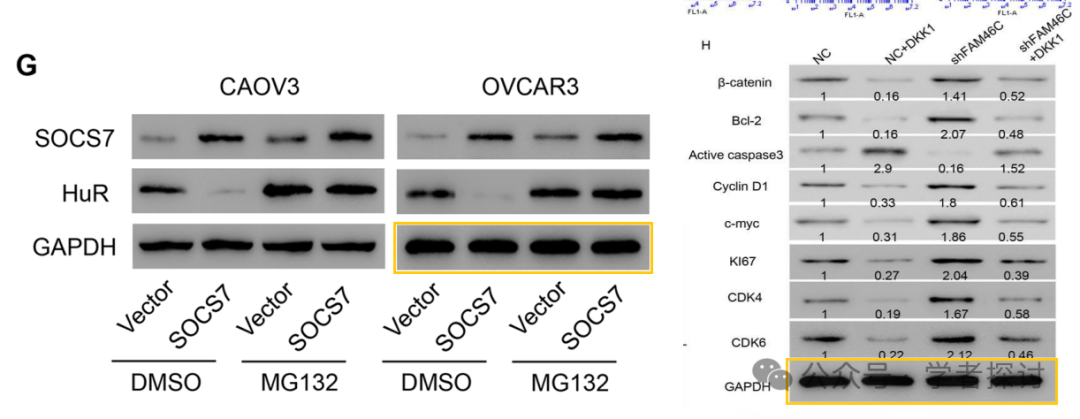 FL1-A
FL1-A
FL1-A
G
CAOV3
OVCAR3
SOCS7
HuR
GAPDH
Vector
SOCS7
Vector
SOCS7
Vector
SOCS7
Vector
SOCS7
DMSO
MG132
DMSO
MG132
H
NC
NC+DKK1
shFAM46C
shFAM46C
+DKK1
β-catenin
1 0.16 1.41 0.52
Bcl-2
1 0.16 2.07 0.48
Active caspase3
1 2.9 0.16 1.52
Cyclin D1
1 0.33 1.8 0.61
c-myc
1 0.31 1.86 0.55
KI67
1 0.27 2.04 0.39
CDK4
1 0.19 1.67 0.58
CDK6
1 0.22 2.12 0.46
GAPDH
公众号 学者探讨